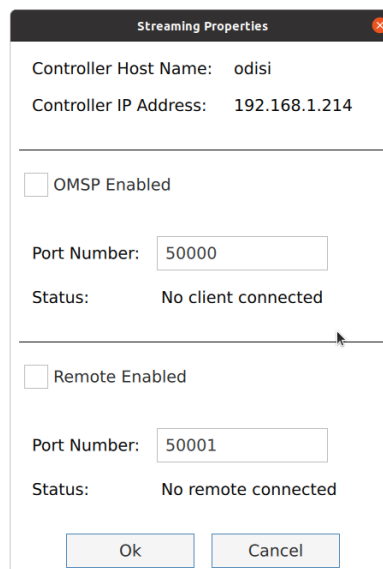 Streaming Properties
Controller Host Name: odisi
Controller IP Address: 192.168.1.214
OMSP Enabled
Port Number: 50000
Status: No client connected
Remote Enabled
Port Number: 50001
Status: No remote connected
Ok Cancel